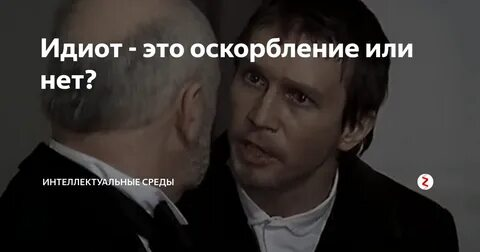 Идиот - это оскорбление или
нет?
ИНТЕЛЛЕКТУАЛЬНЫЕ СРЕДЫ